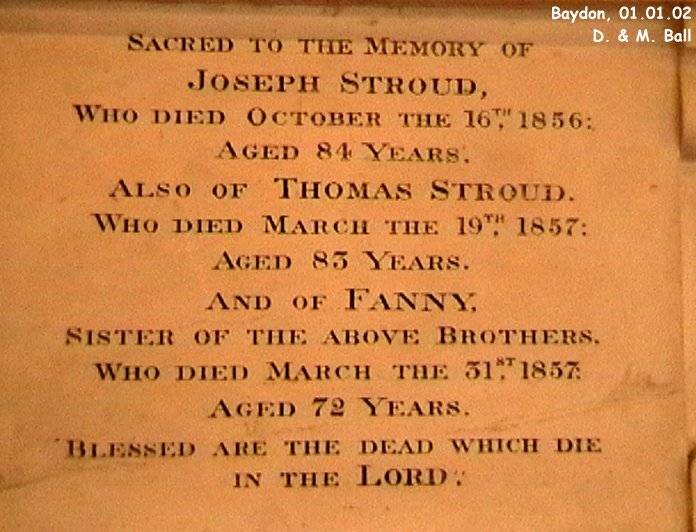 Baydon, 01.01.02
D. & M. Ball
SACRED TO THE MEMORY OF
JOSEPH STROUD,
WHO DIED OCTOBER THE 16TH, 1856:
AGED 84 YEARS.
ALSO OF THOMAS STROUD.
WHO DIED MARCH THE 19TH, 1857:
AGED 83 YEARS.
AND OF FANNY,
SISTER OF THE ABOVE BROTHERS.
WHO DIED MARCH THE 31ST 1857:
AGED 72 YEARS.
"BLESSED ARE THE DEAD WHICH DIE
IN THE LORD."